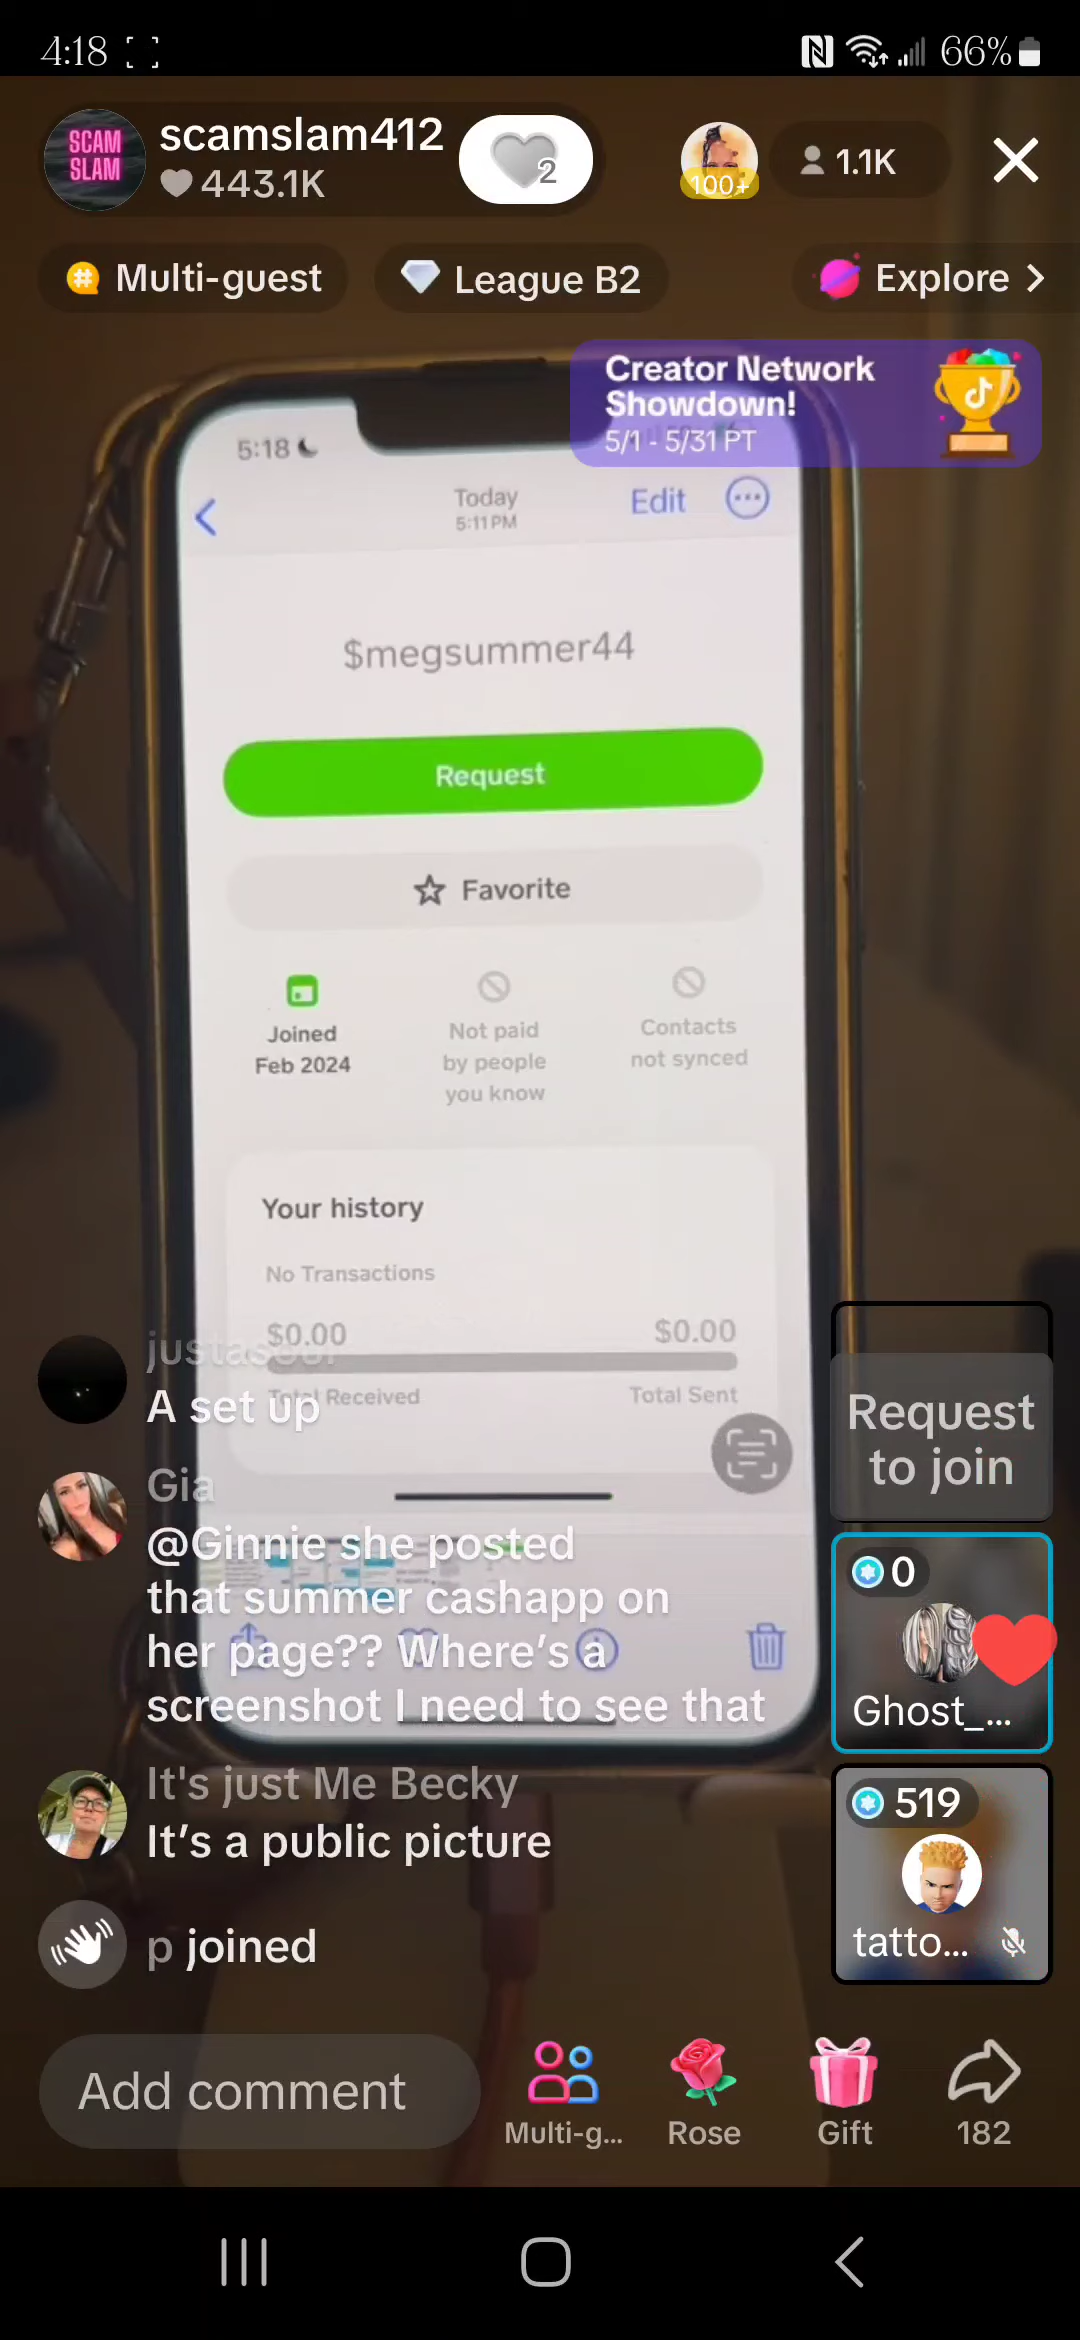 4:18
66%
SCAM
SLAM
scamslam412
443.1K
2
100+
1.1K
Multi-guest
League B2
Explore
Creator Network
Showdown!
5/1 - 5/31 PT
5:18
Today
5:11 PM
Edit
$megsummer44
Request
Favorite
Joined
Feb 2024
Not paid
by people
you know
Contacts
not synced
Your history
No Transactions
$0.00
$0.00
Total Received
Total Sent
A set up
Gia
@Ginnie she posted
that summer cashapp on
her page?? Where's a
screenshot I need to see that
It's just Me Becky
It's a public picture
p joined
Request
to join
0
Ghost_...
519
tatto...
Add comment
Multi-g...
Rose
Gift
182